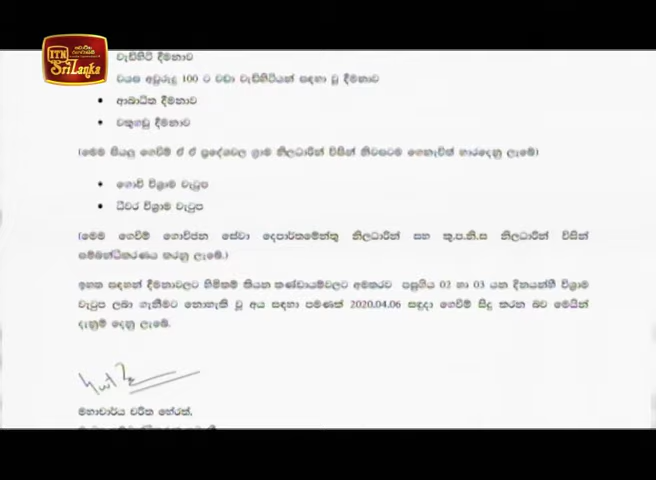 ITN
Sri Lanka
වැඩිහිටි දීමනාව
වයස අවුරුදු 100 ට වඩා වැඩිහිටියන් සඳහා වූ දීමනාව
• ආබාධිත දීමනාව
• වකුගඩු දීමනාව
(මෙම සියලු ගෙවීම් ඒ ඒ ප්‍රදේශවල ග්‍රාම නිලධාරීන් විසින් නිවසටම ගෙනැවිත් භාරදෙනු ලැබේ)
• ගොවි විශ්‍රාම වැටුප
• ධීවර විශ්‍රාම වැටුප
(මෙම ගෙවීම් ගොවිජන සේවා දෙපාර්තමේන්තු නිලධාරීන් සහ කෘ.ප.නි.ස නිලධාරීන් විසින්
සම්බන්ධීකරණය කරනු ලැබේ.)
ඉහත සඳහන් දීමනාවලට හිමිකම් කියන කණ්ඩායම්වලට අමතරව පසුගිය 02 හා 03 යන දිනයන්හී විශ්‍රාම
වැටුප ලබා ගැනීමට නොහැකි වූ අය සඳහා පමණක් 2020.04.06 සඳුදා ගෙවීම් සිදු කරන බව මෙයින්
දැනුම් දෙනු ලැබේ.
මහාචාර්ය චරිත හේරත්,